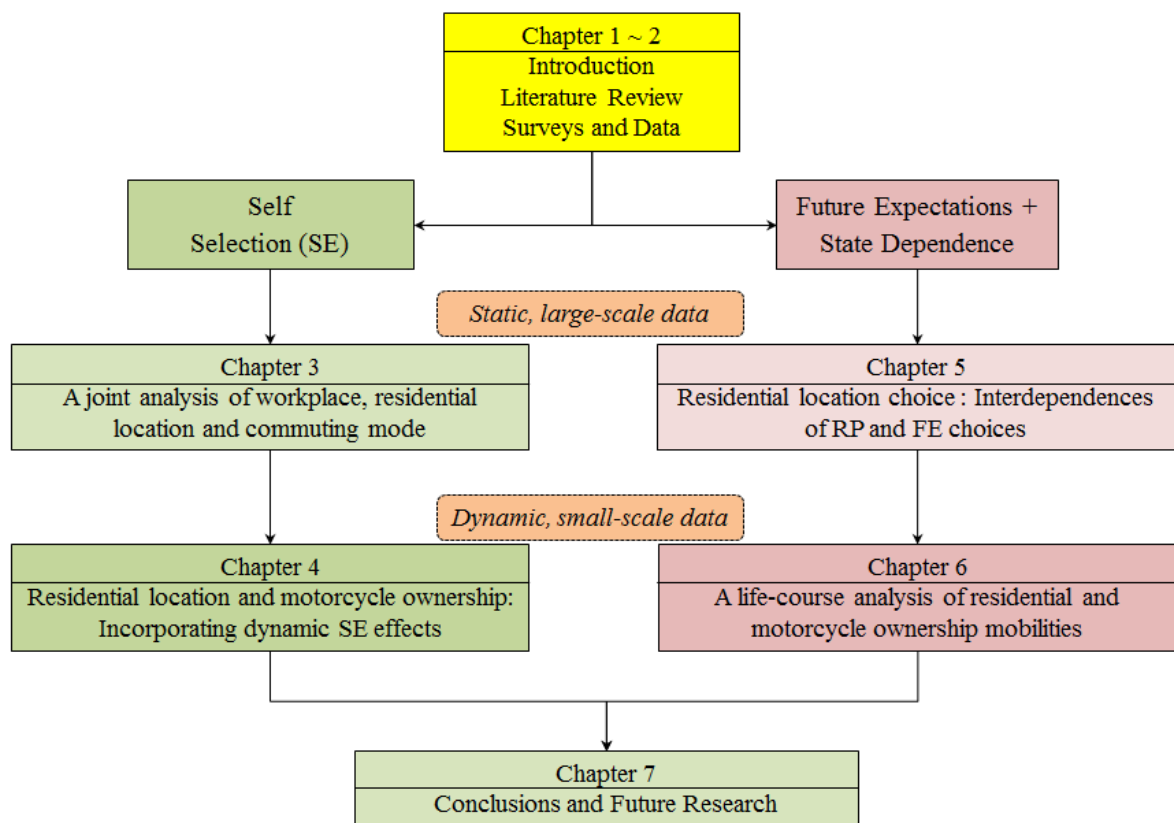 Chapter 1 ~ 2
Introduction
Literature Review
Surveys and Data
Self
Selection (SE)
Future Expectations +
State Dependence
Static, large-scale data
Chapter 3
A joint analysis of workplace, residential
location and commuting mode
Chapter 5
Residential location choice : Interdependences
of RP and FE choices
Dynamic, small-scale data
Chapter 4
Residential location and motorcycle ownership:
Incorporating dynamic SE effects
Chapter 6
A life-course analysis of residential and
motorcycle ownership mobilities
Chapter 7
Conclusions and Future Research